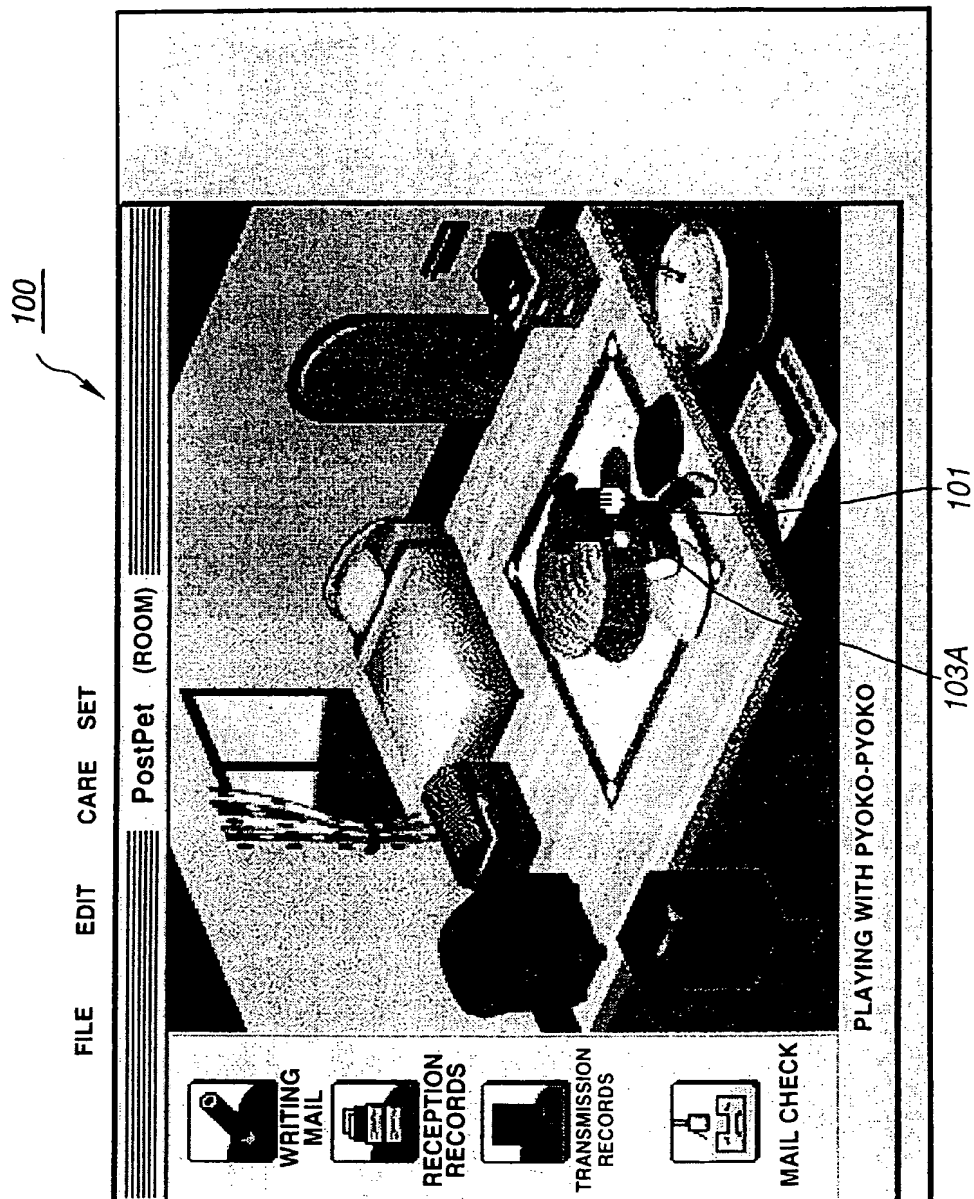 100
FILE EDIT CARE SET
PostPet (ROOM)
WRITING
MAIL
RECEPTION
RECORDS
TRANSMISSION
RECORDS
MAIL CHECK
PLAYING WITH PYOKO-PYOKO
103A
101